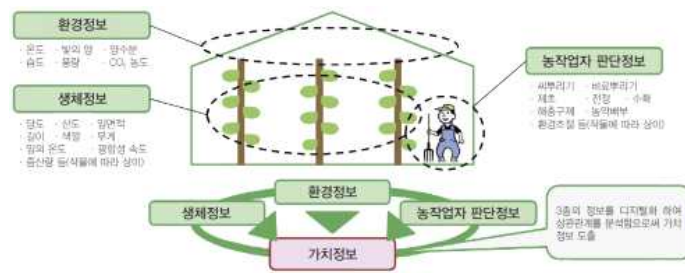 환경정보
· 온도 · 빛의 양 · 양수분
· 습도 · 풍량 · CO₂ 농도
생체정보
· 당도 · 산도 · 잎면적
· 길이 · 색깔 · 무게
· 잎의 온도 · 광합성 속도
· 증산량 등(작물에 따라 상이)
농작업자 판단정보
· 씨뿌리기 · 비료뿌리기
· 제초 · 전정 · 수확
· 해충구제 · 농약배부
· 환경조절 등(작물에 따라 상이)
환경정보
생체정보
농작업자 판단정보
가치정보
3종의 정보를 디지털화 하여
상관관계를 분석함으로써 가치
정보 도출